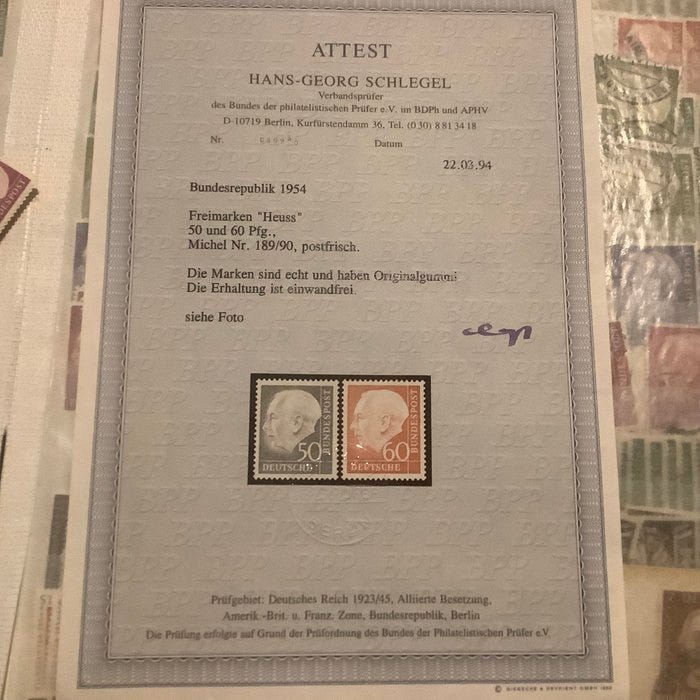 ATTEST
HANS-GEORG SCHLEGEL
Verbandsprüfer
des Bundes der philatelistischen Prüfer e.V. im BDPh und APHV
D-10719 Berlin, Kurfürstendamm 36, Tel. (030) 8 81 34 18
Nr. Datum
22.03.94
Bundesrepublik 1954
Freimarken "Heuss"
50 und 60 Pfg.,
Michel Nr. 189/90, postfrisch.
Die Marken sind echt und haben Originalgummi
Die Erhaltung ist einwandfrei.
siehe Foto
50
DEUTSCHE
BUNDESPOST
60
DEUTSCHE
BUNDESPOST
Prüfgebiet: Deutsches Reich 1923/45, Alliierte Besetzung,
Amerik.-Brit. u. Franz. Zone, Bundesrepublik, Berlin
Die Prüfung erfolgte auf Grund der Prüfordnung des Bundes der Philatelistischen Prüfer e.V.
© GIESECKE & DEVRIENT GMBH